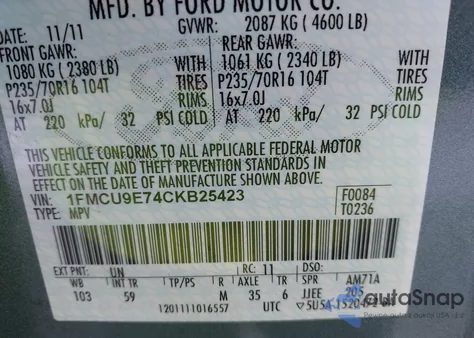 MFD. BY FORD MOTOR CO.
DATE: 11/11 GVWR: 2087 KG ( 4600 LB)
FRONT GAWR: REAR GAWR:
1080 KG ( 2380 LB) WITH 1061 KG ( 2340 LB) WITH
P235/70R16 104T TIRES P235/70R16 104T TIRES
16x7.0J RIMS 16x7.0J RIMS
AT 220 kPa/ 32 PSI COLD AT 220 kPa/ 32 PSI COLD
THIS VEHICLE CONFORMS TO ALL APPLICABLE FEDERAL MOTOR
VEHICLE SAFETY AND THEFT PREVENTION STANDARDS IN
EFFECT ON THE DATE OF MANUFACTURE SHOWN ABOVE.
VIN: 1FMCU9E74CKB25423 F0084
TYPE: MPV T0236
EXT PNT: UN RC: 11 DSO:
WB INT TR TP/PS R AXLE TR SPR AM71A
103 59 M 35 6 JJEE 205
1201111016557 UTC
autoSnap